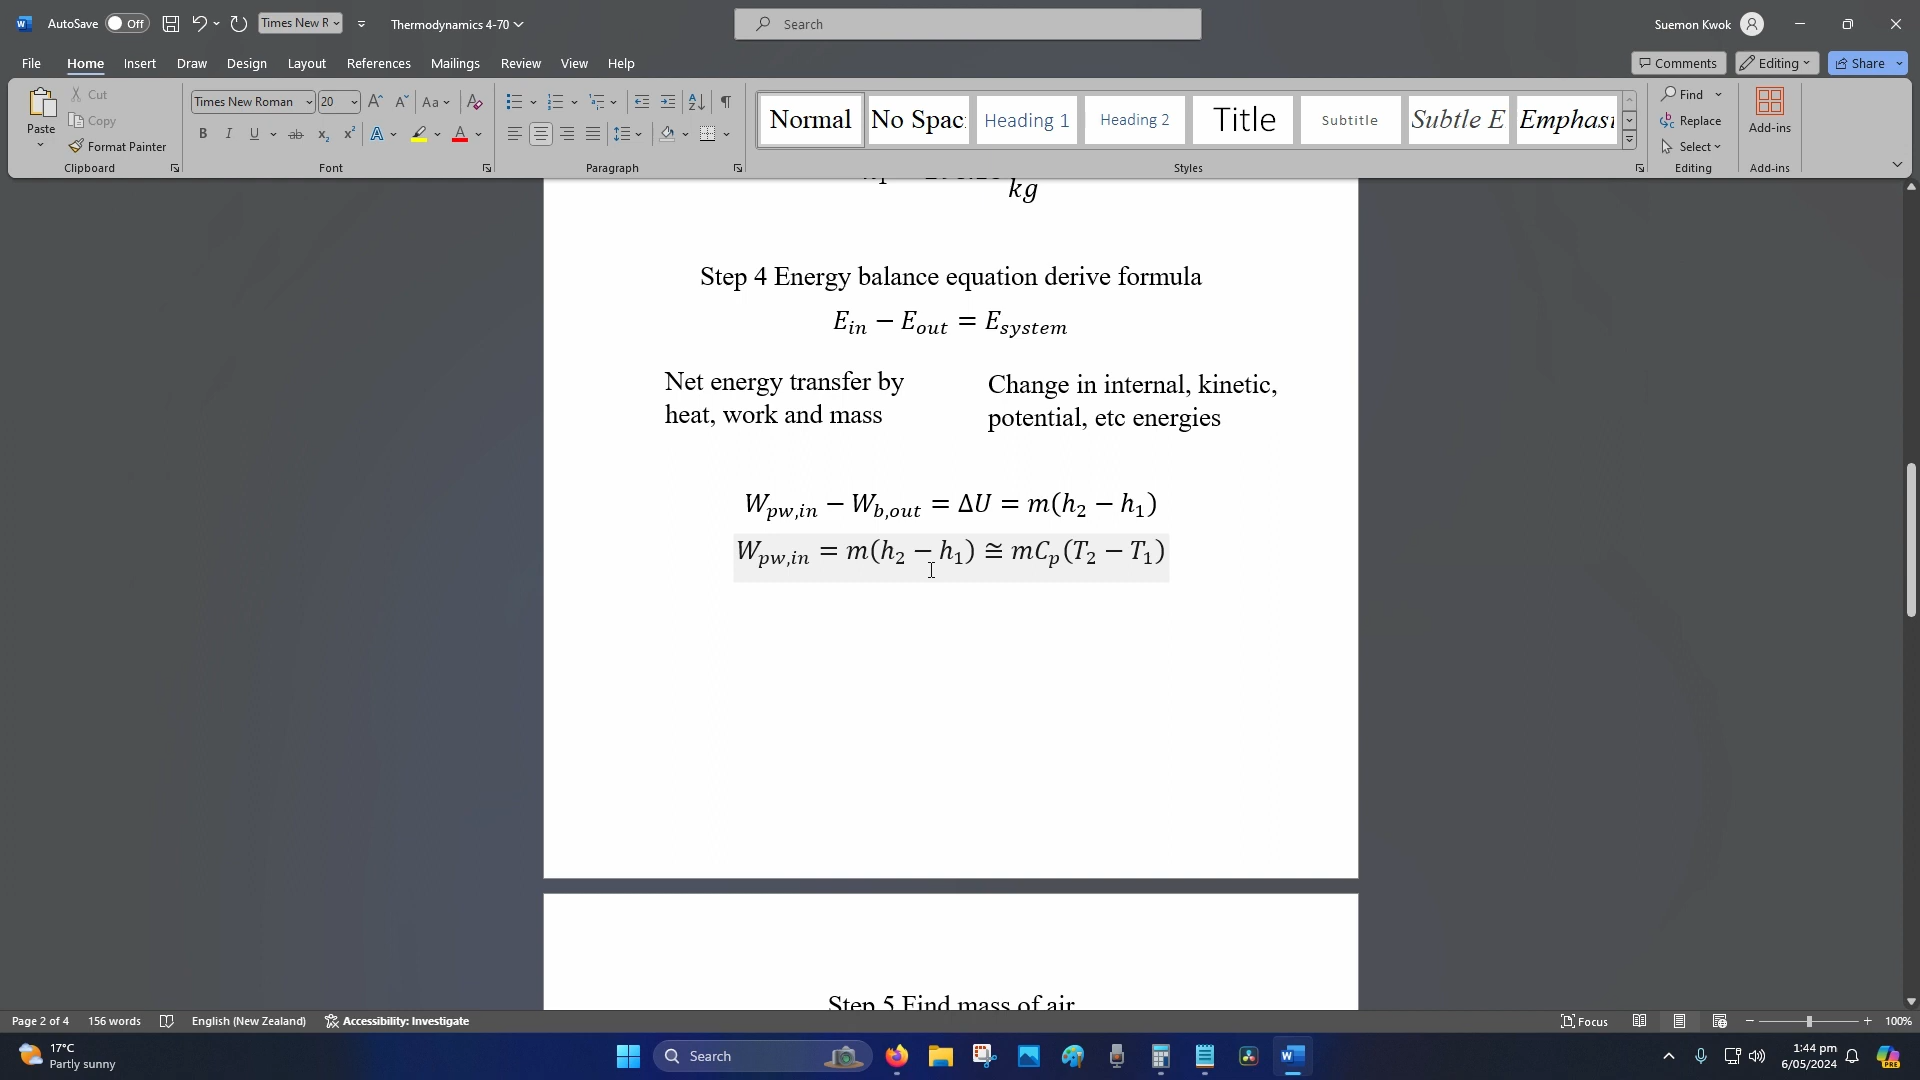 AutoSave Off Times New R Thermodynamics 4-70 Search Suemon Kwok
File Home Insert Draw Design Layout References Mailings Review View Help Comments Editing Share
Paste Cut Copy Format Painter Clipboard
Times New Roman 20 Font
Paragraph
Normal No Spac Heading 1 Heading 2 Title Subtitle Subtle E Emphasi Styles
Find Replace Select Editing
Add-ins Add-ins
kg
Step 4 Energy balance equation derive formula
E_in − E_out = E_system
Net energy transfer by
heat, work and mass
Change in internal, kinetic,
potential, etc energies
W_pw,in − W_b,out = ΔU = m(h₂ − h₁)
W_pw,in = m(h₂ − h₁) ≅ mC_p(T₂ − T₁)
Step 5 Find mass of air
Page 2 of 4 156 words English (New Zealand) Accessibility: Investigate Focus 100%
17°C
Partly sunny
Search
1:44 pm
6/05/2024